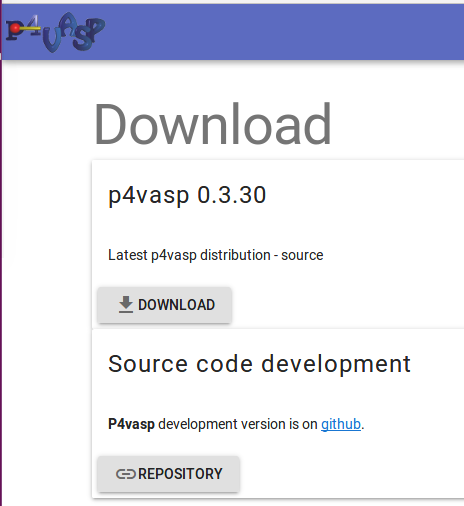 p4VASP
Download
p4vasp 0.3.30
Latest p4vasp distribution - source
DOWNLOAD
Source code development
P4vasp development version is on github.
REPOSITORY